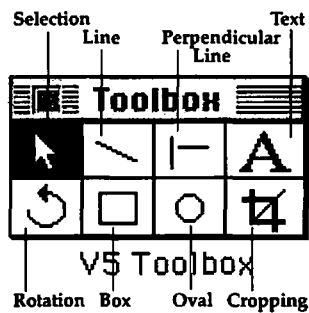 Selection Text
Line Perpendicular
Line
Toolbox
A
V5 Toolbox
Rotation Box Oval Cropping